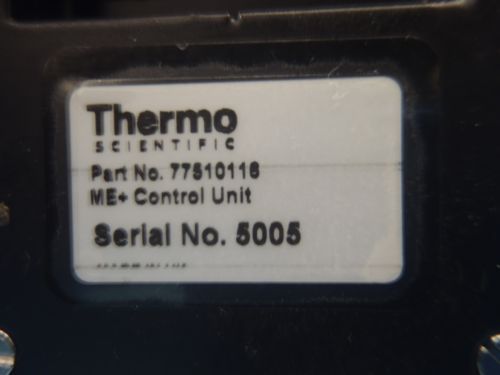 Thermo
SCIENTIFIC
Part No. 77510116
ME+ Control Unit
Serial No. 5005